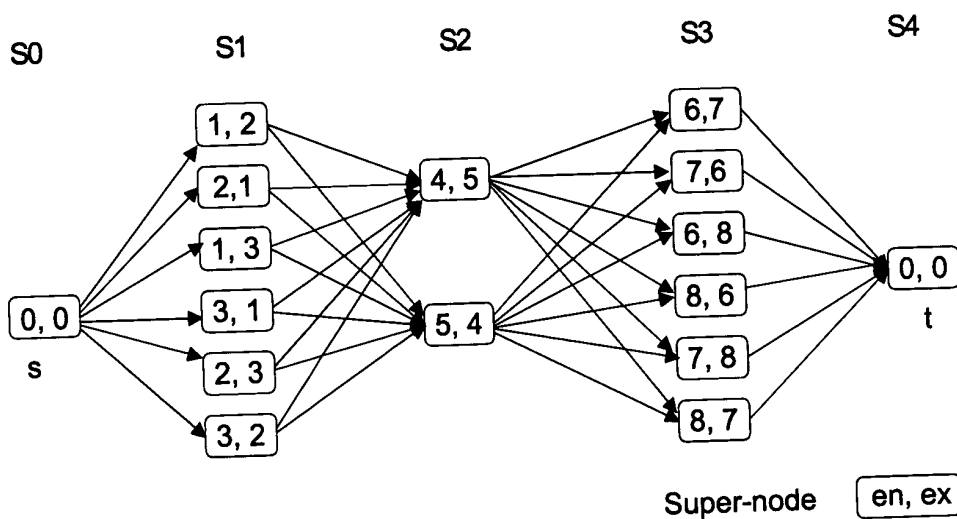 S0
S1
S2
S3
S4
1, 2
2,1
1, 3
3, 1
2, 3
3, 2
4, 5
5, 4
6,7
7,6
6, 8
8, 6
7, 8
8, 7
0, 0
s
0, 0
t
Super-node
en, ex